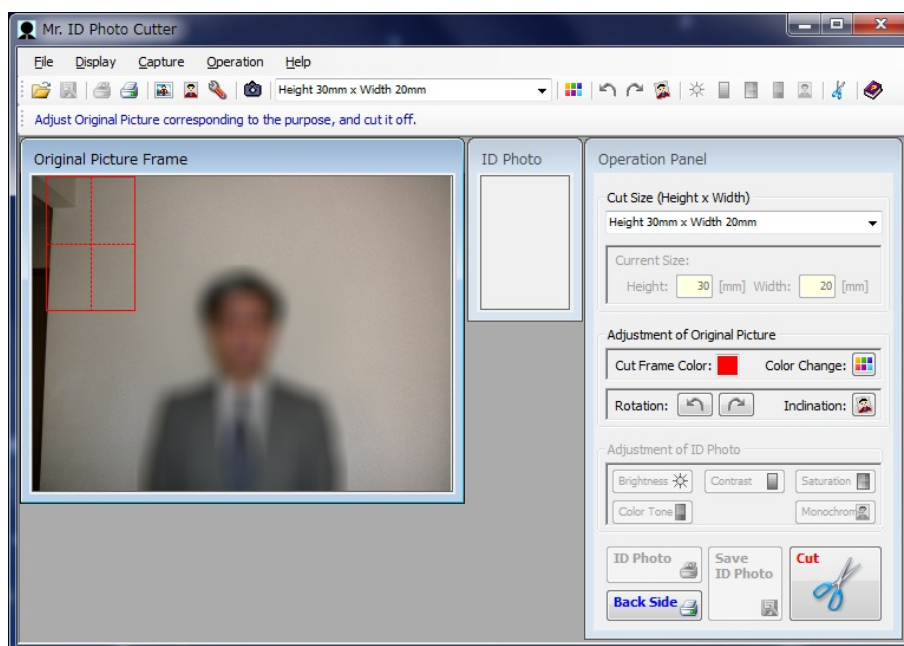 Mr. ID Photo Cutter
File Display Capture Operation Help
Height 30mm x Width 20mm
Adjust Original Picture corresponding to the purpose, and cut it off.
Original Picture Frame
ID Photo
Operation Panel
Cut Size (Height x Width)
Height 30mm x Width 20mm
Current Size:
Height: 30 [mm] Width: 20 [mm]
Adjustment of Original Picture
Cut Frame Color: Color Change:
Rotation: Inclination:
Adjustment of ID Photo
Brightness Contrast Saturation
Color Tone Monochrom
ID Photo
Save
ID Photo
Cut
Back Side